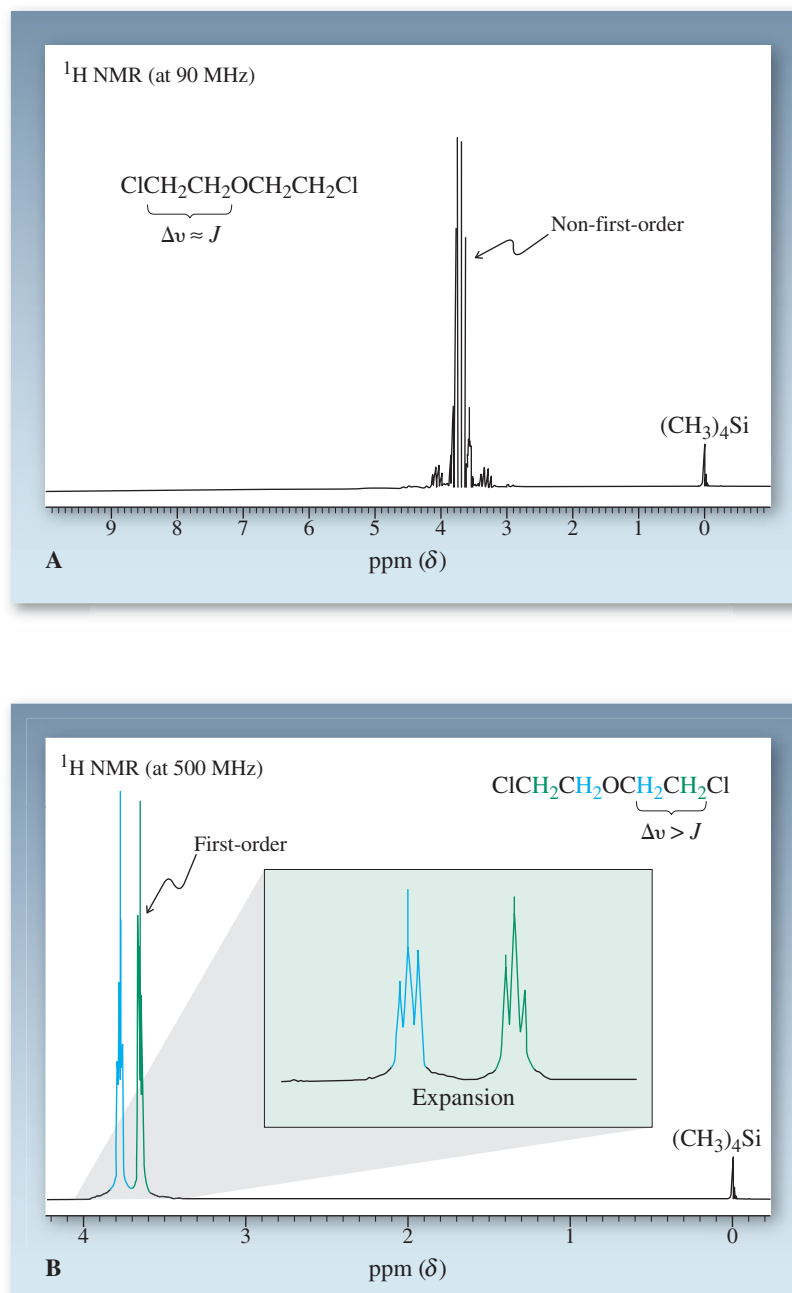 ¹H NMR (at 90 MHz)
ClCH₂CH₂OCH₂CH₂Cl
Δυ ≈ J
Non-first-order
(CH₃)₄Si
9 8 7 6 5 4 3 2 1 0
A
ppm (δ)
¹H NMR (at 500 MHz)
ClCH₂CH₂OCH₂CH₂Cl
Δυ > J
First-order
Expansion
(CH₃)₄Si
4 3 2 1 0
B
ppm (δ)